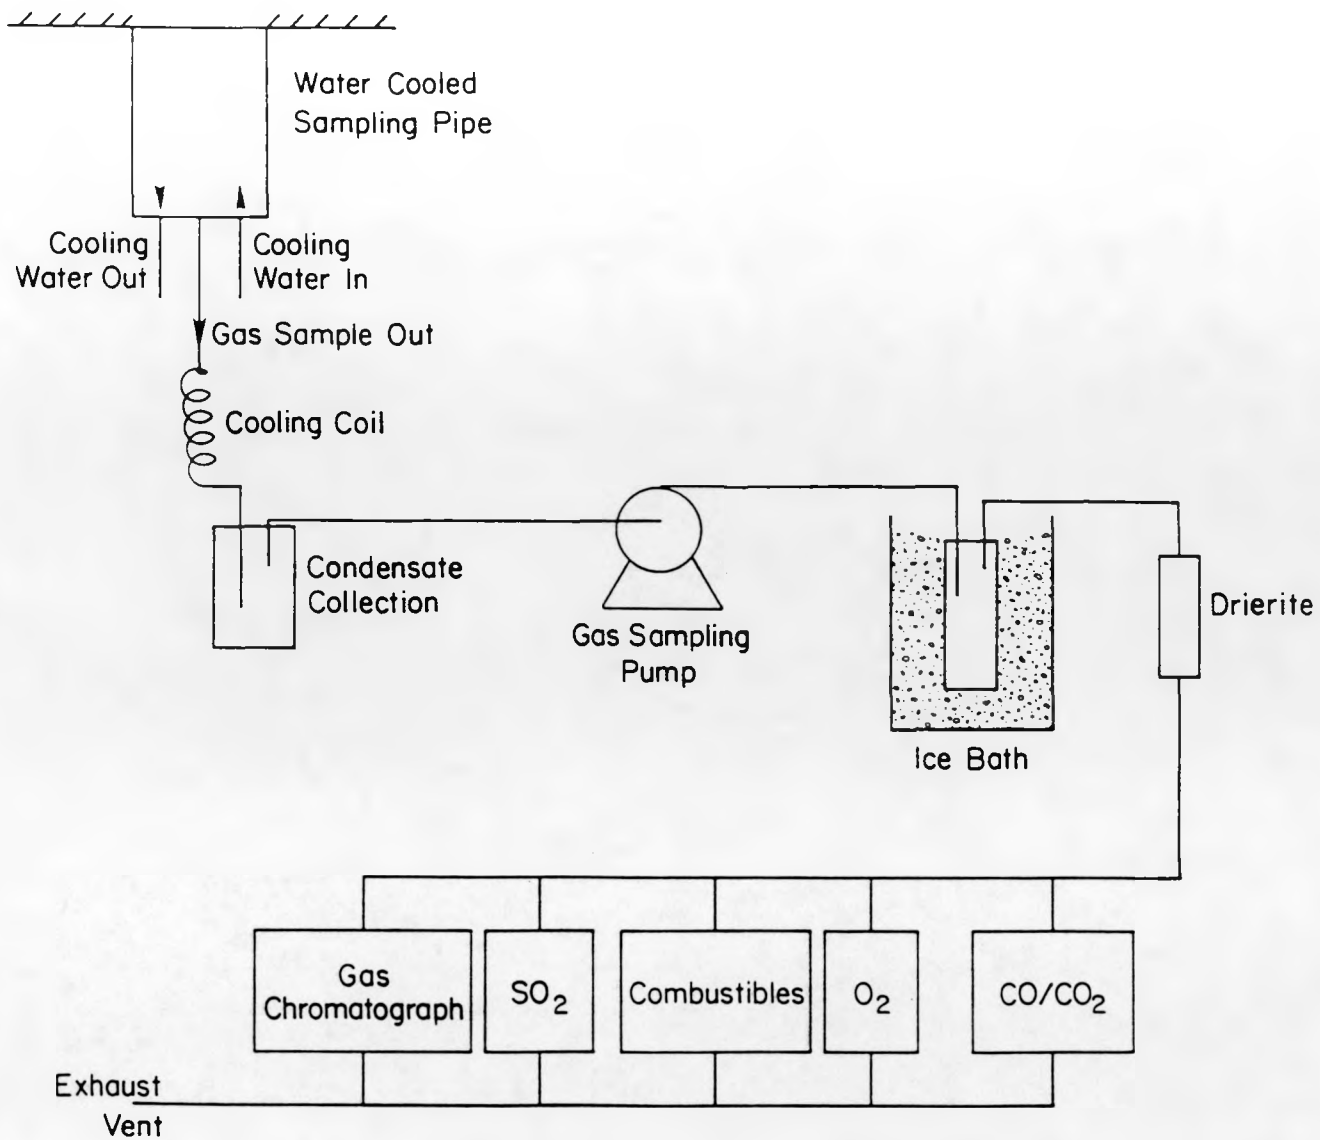 Water Cooled
Sampling Pipe
Cooling
Water Out
Cooling
Water In
Gas Sample Out
Cooling Coil
Condensate
Collection
Gas Sampling
Pump
Ice Bath
Drierite
Gas
Chromatograph
SO2
Combustibles
O2
CO/CO2
Exhaust
Vent